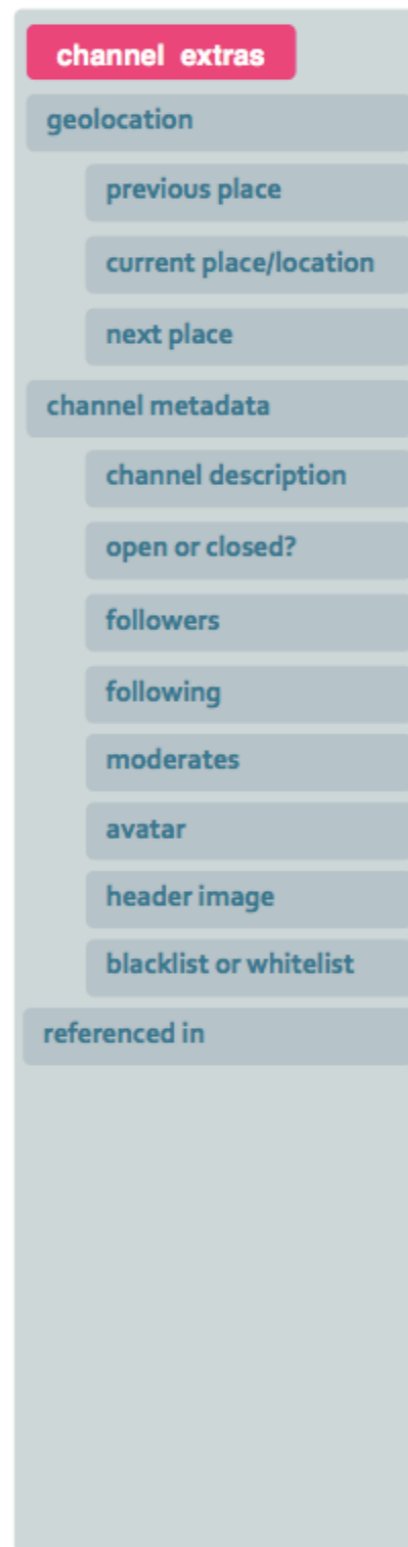 channel extras
geolocation
previous place
current place/location
next place
channel metadata
channel description
open or closed?
followers
following
moderates
avatar
header image
blacklist or whitelist
referenced in